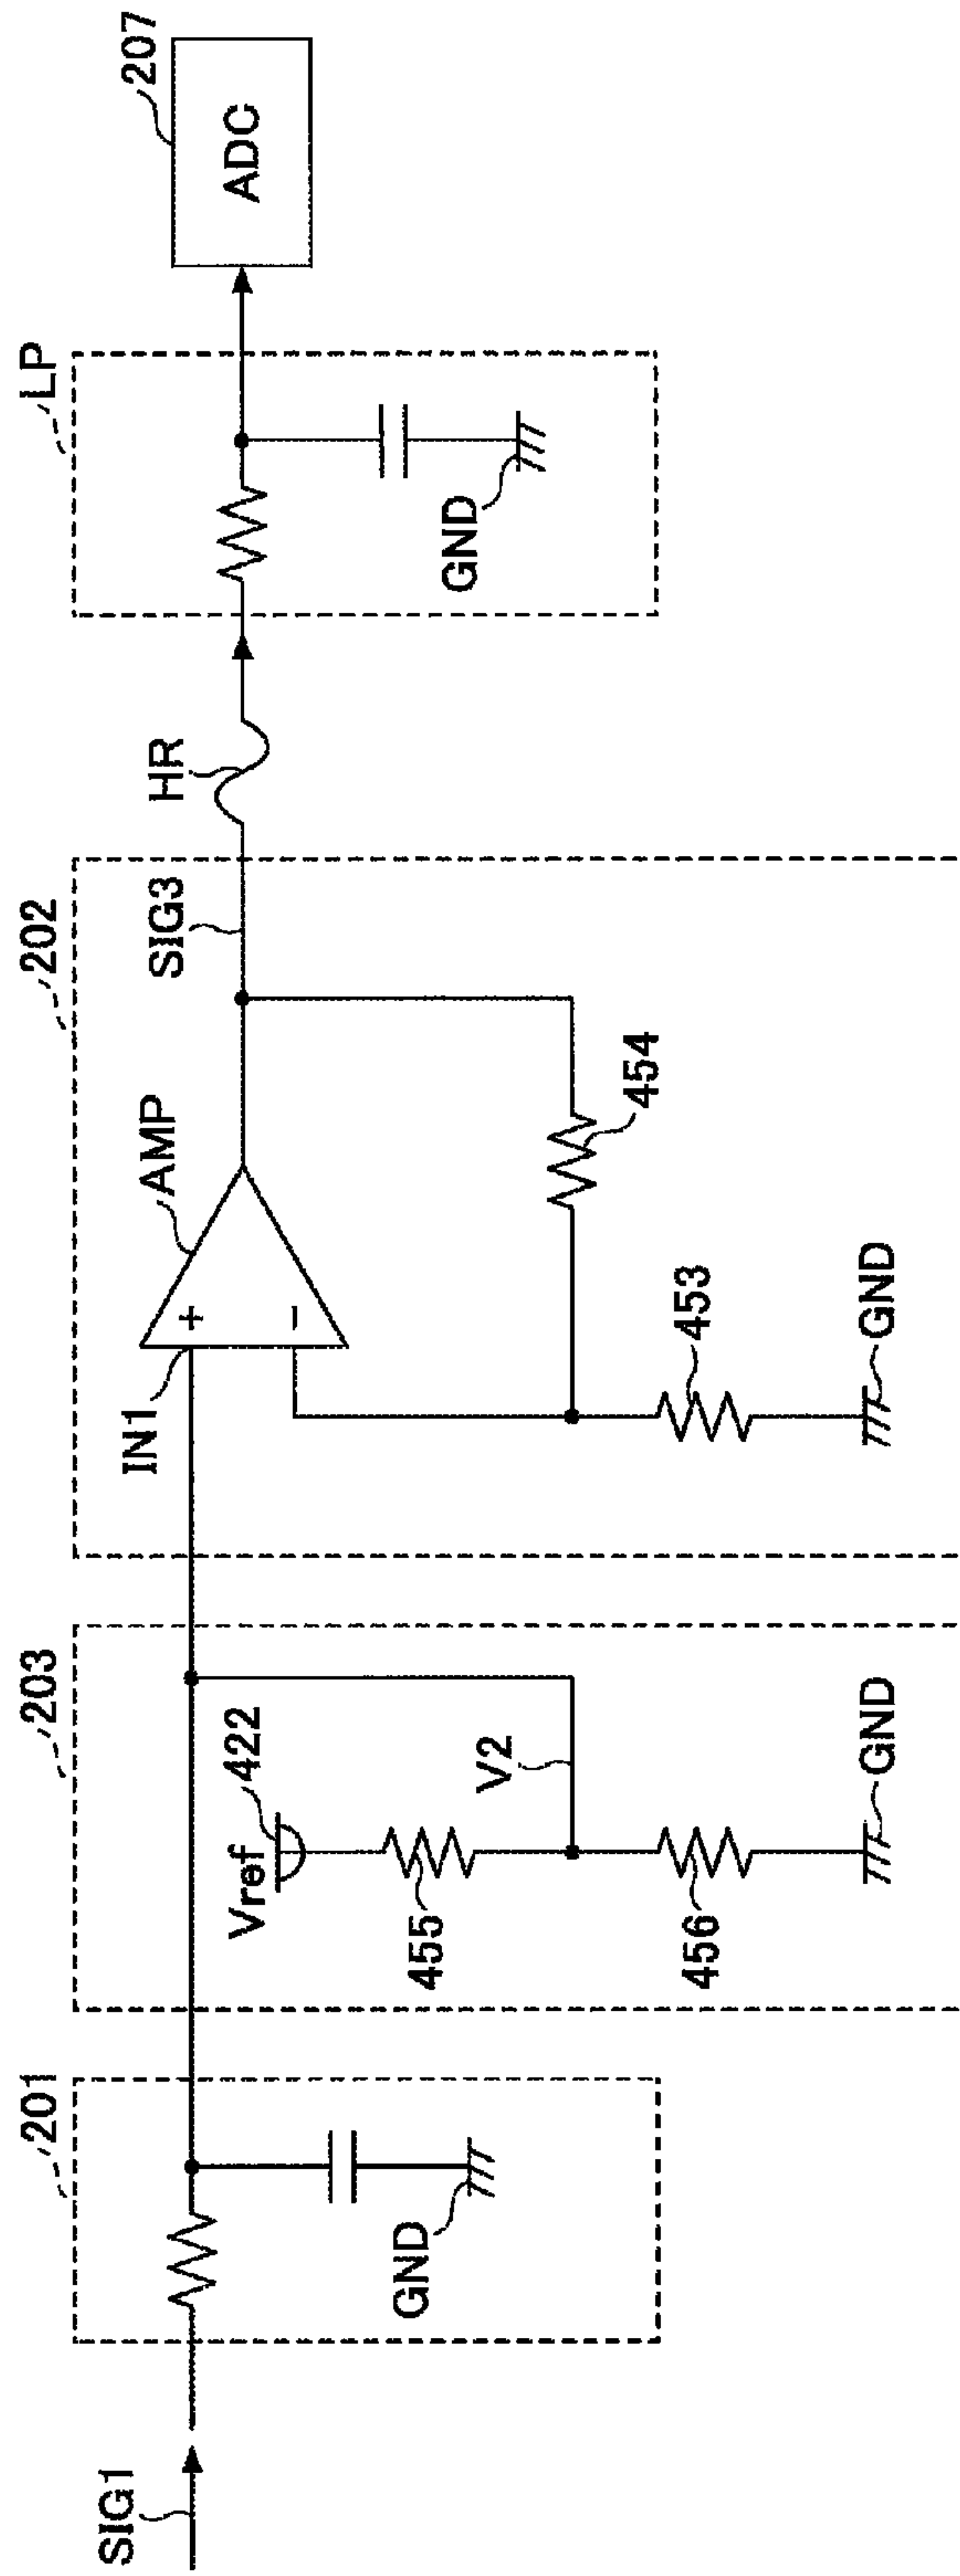 SIG1
201
GND
203
Vref
422
455
V2
456
GND
202
IN1
AMP
+
−
SIG3
454
453
GND
HR
LP
GND
207
ADC